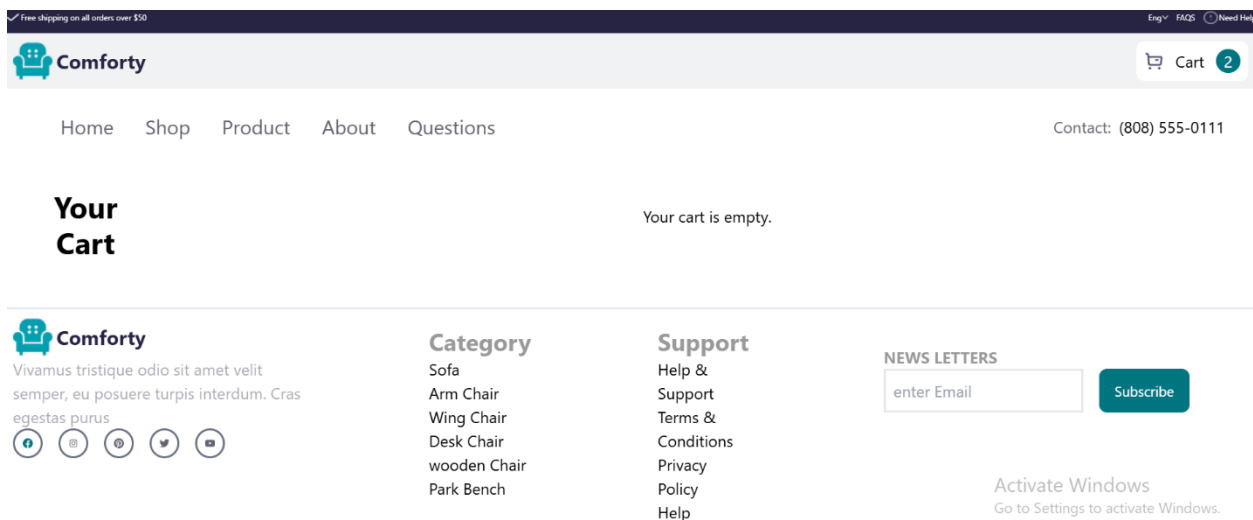 Free shipping on all orders over $50
Eng FAQS Need Help
Comforty
Cart 2
Home Shop Product About Questions
Contact: (808) 555-0111
Your
Cart
Your cart is empty.
Comforty
Vivamus tristique odio sit amet velit
semper, eu posuere turpis interdum. Cras
egestas purus
Category
Sofa
Arm Chair
Wing Chair
Desk Chair
wooden Chair
Park Bench
Support
Help &
Support
Terms &
Conditions
Privacy
Policy
Help
NEWS LETTERS
enter Email
Subscribe
Activate Windows
Go to Settings to activate Windows.